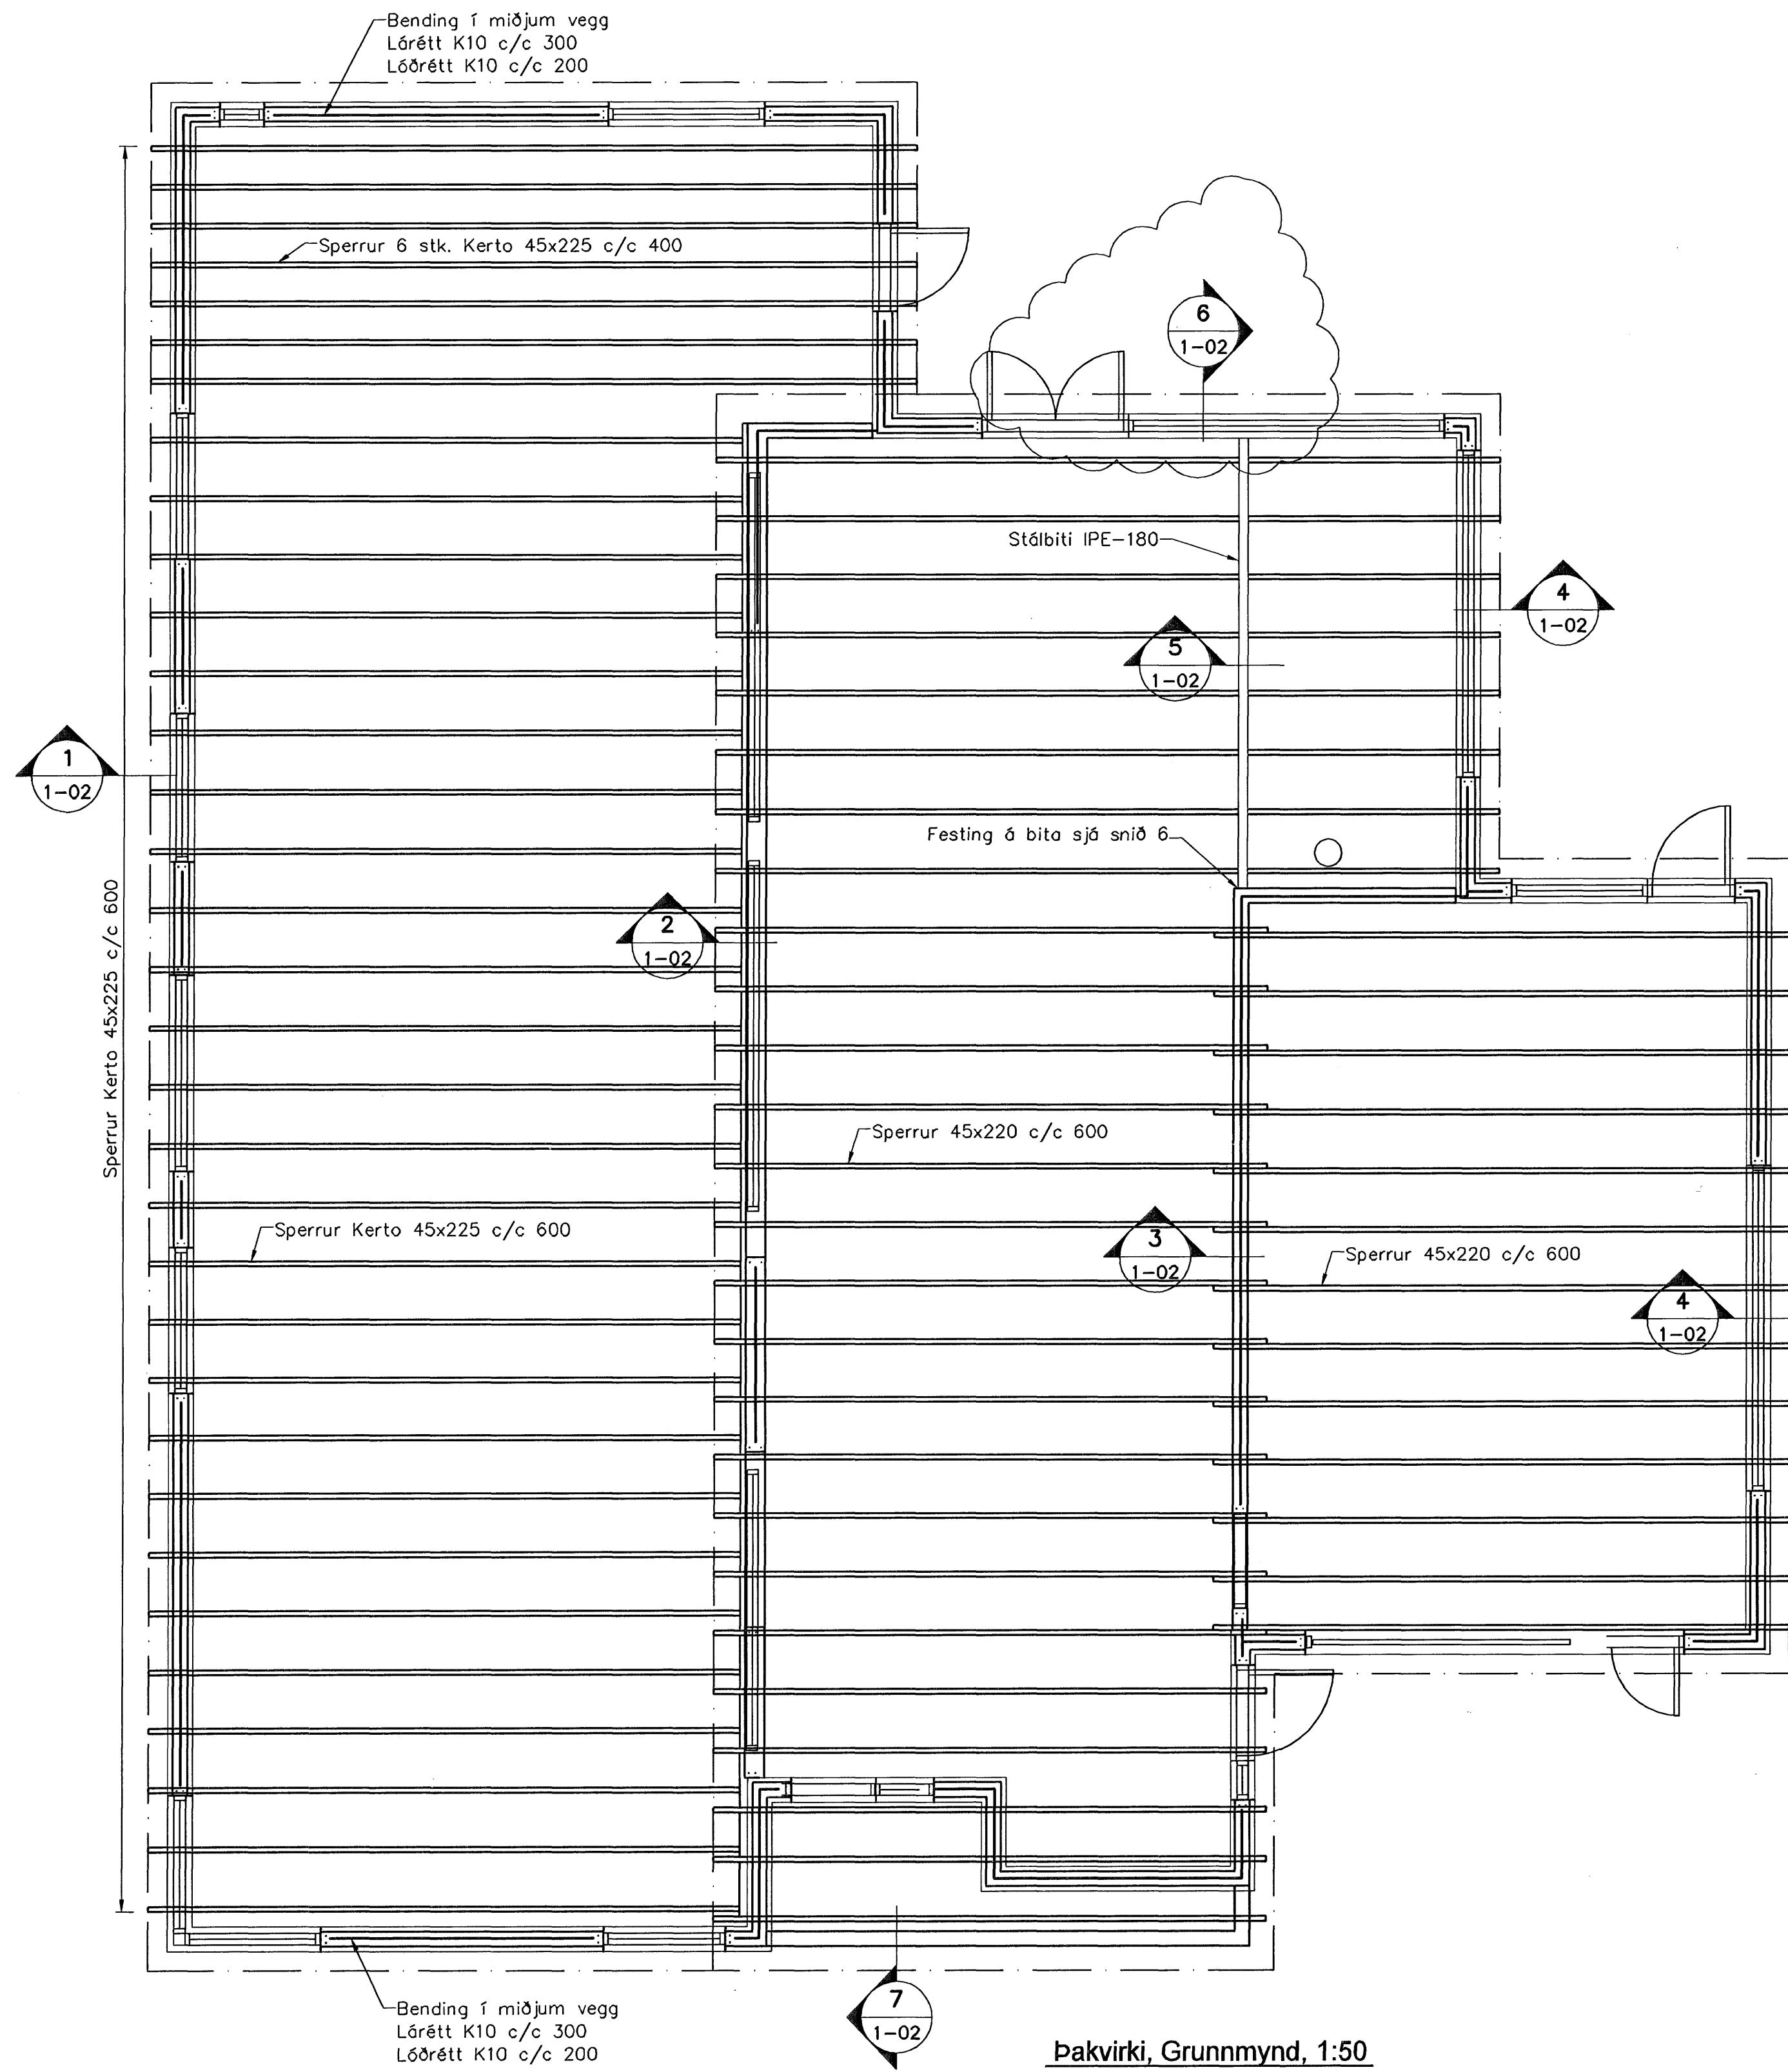 Bending í miðjum vegg
Lárétt K10 c/c 300
Lóðrétt K10 c/c 200
Sperrur 6 stk. Kerto 45x225 c/c 400
6
1-02
Stálbiti IPE-180
4
1-02
5
1-02
1
1-02
Festing á bita sjá snið 6
2
1-02
Sperrur Kerto 45x225 c/c 600
Sperrur 45x220 c/c 600
Sperrur Kerto 45x225 c/c 600
3
1-02
Sperrur 45x220 c/c 600
4
1-02
7
1-02
Bending í miðjum vegg
Lárétt K10 c/c 300
Lóðrétt K10 c/c 200
Þakvirki, Grunnmynd, 1:50